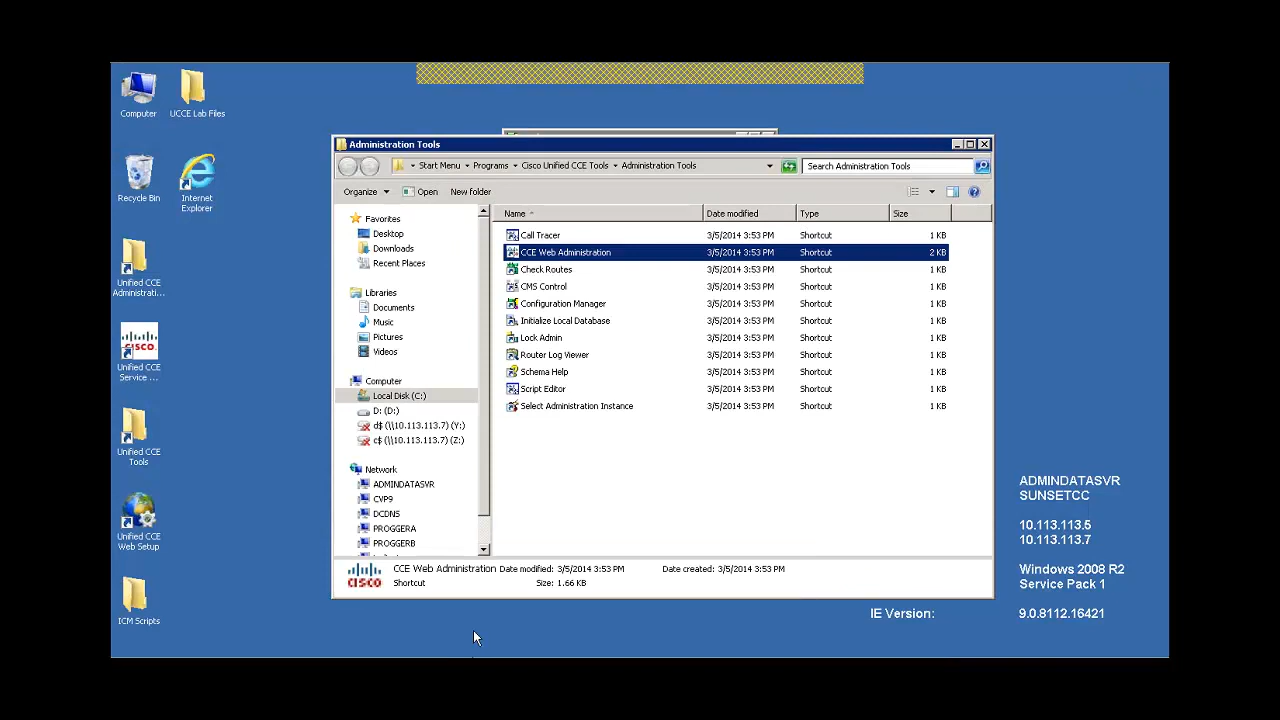 Computer
UCCE Lab Files
Recycle Bin
Internet
Explorer
Unified CCE
Administrati...
CISCO
Unified CCE
Service ...
Unified CCE
Tools
Unified CCE
Web Setup
ICM Scripts
Administration Tools
Start Menu Programs Cisco Unified CCE Tools Administration Tools
Search Administration Tools
Organize Open New folder
Favorites
Desktop
Downloads
Recent Places
Libraries
Documents
Music
Pictures
Videos
Computer
Local Disk (C:)
D: (D:)
d$ (\\10.113.113.7) (Y:)
c$ (\\10.113.113.7) (Z:)
Network
ADMINDATASVR
CVP9
DCDNS
PROGGERA
PROGGERB
Name Date modified Type Size
Call Tracer 3/5/2014 3:53 PM Shortcut 1 KB
CCE Web Administration 3/5/2014 3:53 PM Shortcut 2 KB
Check Routes 3/5/2014 3:53 PM Shortcut 1 KB
CMS Control 3/5/2014 3:53 PM Shortcut 1 KB
Configuration Manager 3/5/2014 3:53 PM Shortcut 1 KB
Initialize Local Database 3/5/2014 3:53 PM Shortcut 1 KB
Lock Admin 3/5/2014 3:53 PM Shortcut 1 KB
Router Log Viewer 3/5/2014 3:53 PM Shortcut 1 KB
Schema Help 3/5/2014 3:53 PM Shortcut 1 KB
Script Editor 3/5/2014 3:53 PM Shortcut 1 KB
Select Administration Instance 3/5/2014 3:53 PM Shortcut 1 KB
CISCO
CCE Web Administration Date modified: 3/5/2014 3:53 PM Date created: 3/5/2014 3:53 PM
Shortcut Size: 1.66 KB
ADMINDATASVR
SUNSETCC
10.113.113.5
10.113.113.7
Windows 2008 R2
Service Pack 1
IE Version: 9.0.8112.16421